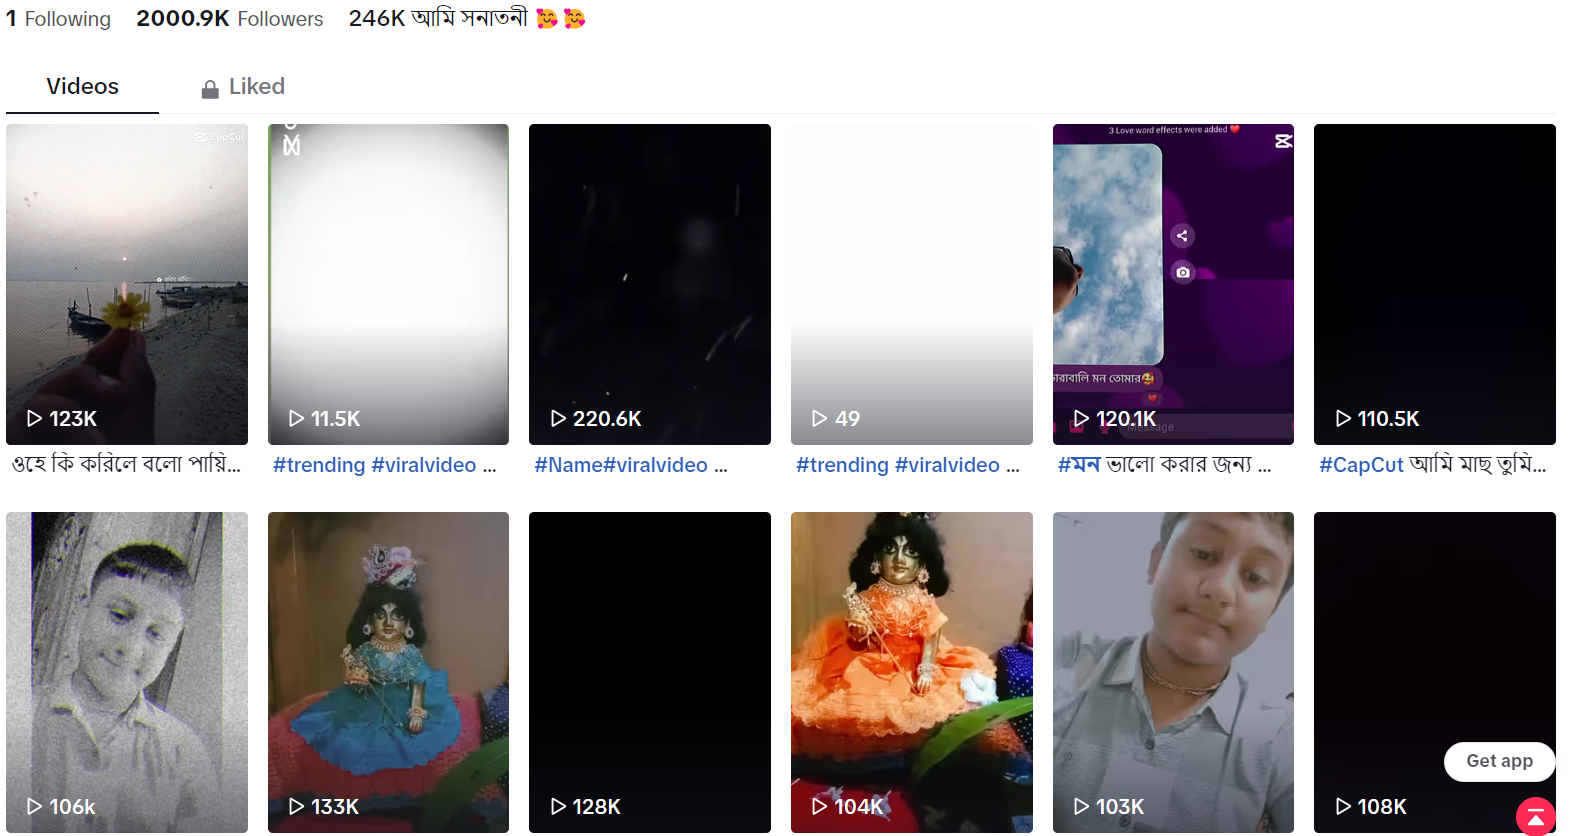 1 Following 2000.9K Followers 246K আমি সনাতনী 🥰 🥰
Videos Liked
CapCut
3 Love word effects were added ❤️
তোমার মন তোমার🥰
Message
123K 11.5K 220.6K 49 120.1K 110.5K
ওহে কি করিলে বলো পায়ি... #trending #viralvideo ... #Name#viralvideo ... #trending #viralvideo ... #মন ভালো করার জন্য ... #CapCut আমি মাছ তুমি...
Get app
106k 133K 128K 104K 103K 108K